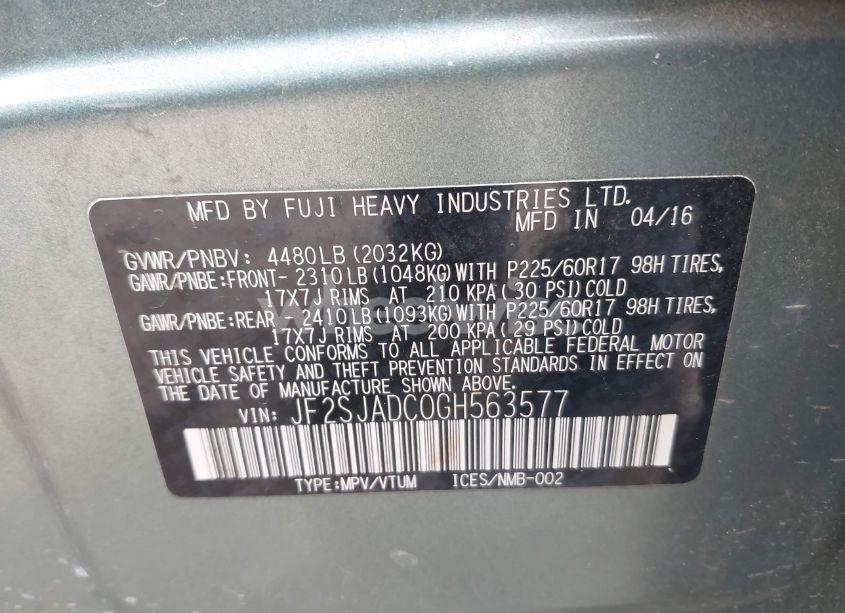 MFD BY FUJI HEAVY INDUSTRIES LTD.
MFD IN 04/16
GVWR/PNBV: 4480LB (2032KG)
GAWR/PNBE:FRONT- 2310LB(1048KG)WITH P225/60R17 98H TIRES,
17X7J RIMS AT 210 KPA(30 PSI)COLD
GAWR/PNBE:REAR - 2410LB(1093KG)WITH P225/60R17 98H TIRES,
17X7J RIMS AT 200 KPA(29 PSI)COLD
THIS VEHICLE CONFORMS TO ALL APPLICABLE FEDERAL MOTOR
VEHICLE SAFETY AND THEFT PREVENTION STANDARDS IN EFFECT ON
THE DATE OF MANUFACTURE SHOWN ABOVE.
VIN: JF2SJADC0GH563577
TYPE:MPV/VTUM ICES/NMB-002